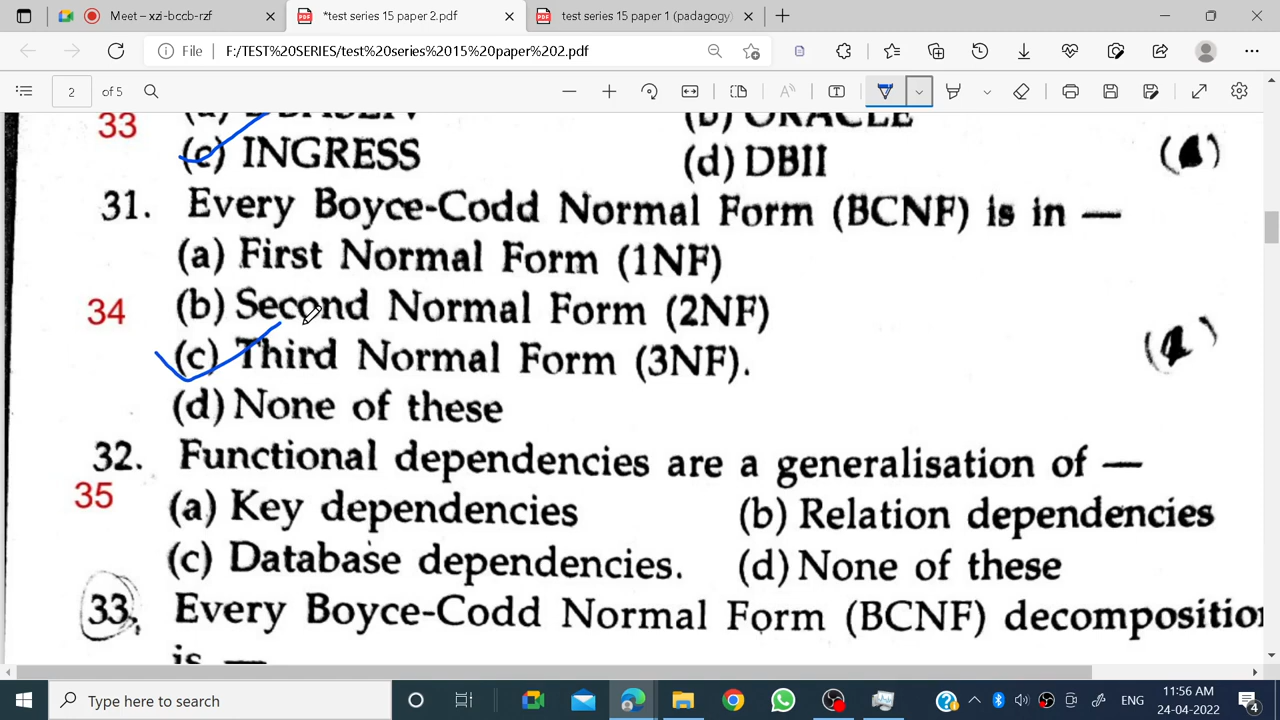 Meet – xzi-bccb-rzf
*test series 15 paper 2.pdf
test series 15 paper 1 (padagogy)
File
F:/TEST%20SERIES/test%20series%2015%20paper%202.pdf
2 of 5
33
(b) ORACLE
(c) INGRESS
(d) DBII
31. Every Boyce-Codd Normal Form (BCNF) is in —
(a) First Normal Form (1NF)
34
(b) Second Normal Form (2NF)
(c) Third Normal Form (3NF).
(d) None of these
32. Functional dependencies are a generalisation of —
35
(a) Key dependencies
(b) Relation dependencies
(c) Database dependencies.
(d) None of these
33. Every Boyce-Codd Normal Form (BCNF) decomposition
is —
Type here to search
ENG
11:56 AM
24-04-2022
4